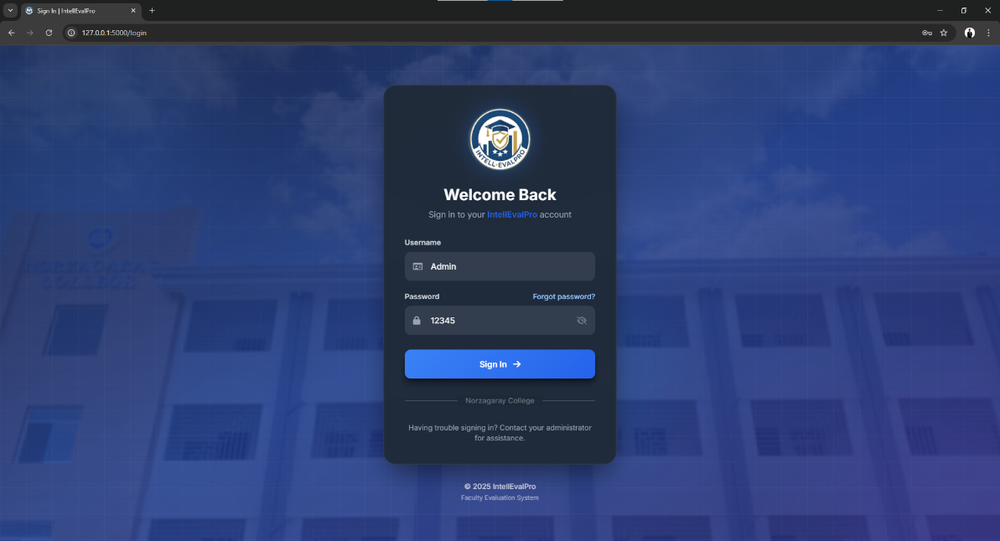 Sign In | IntellEvalPro
127.0.0.1:5000/login
INTELL-EVALPRO
NORZAGARAY
COLLEGE
Welcome Back
Sign in to your IntellEvalPro account
Username
Admin
Password Forgot password?
12345
Sign In →
Norzagaray College
Having trouble signing in? Contact your administrator
for assistance.
© 2025 IntellEvalPro
Faculty Evaluation System